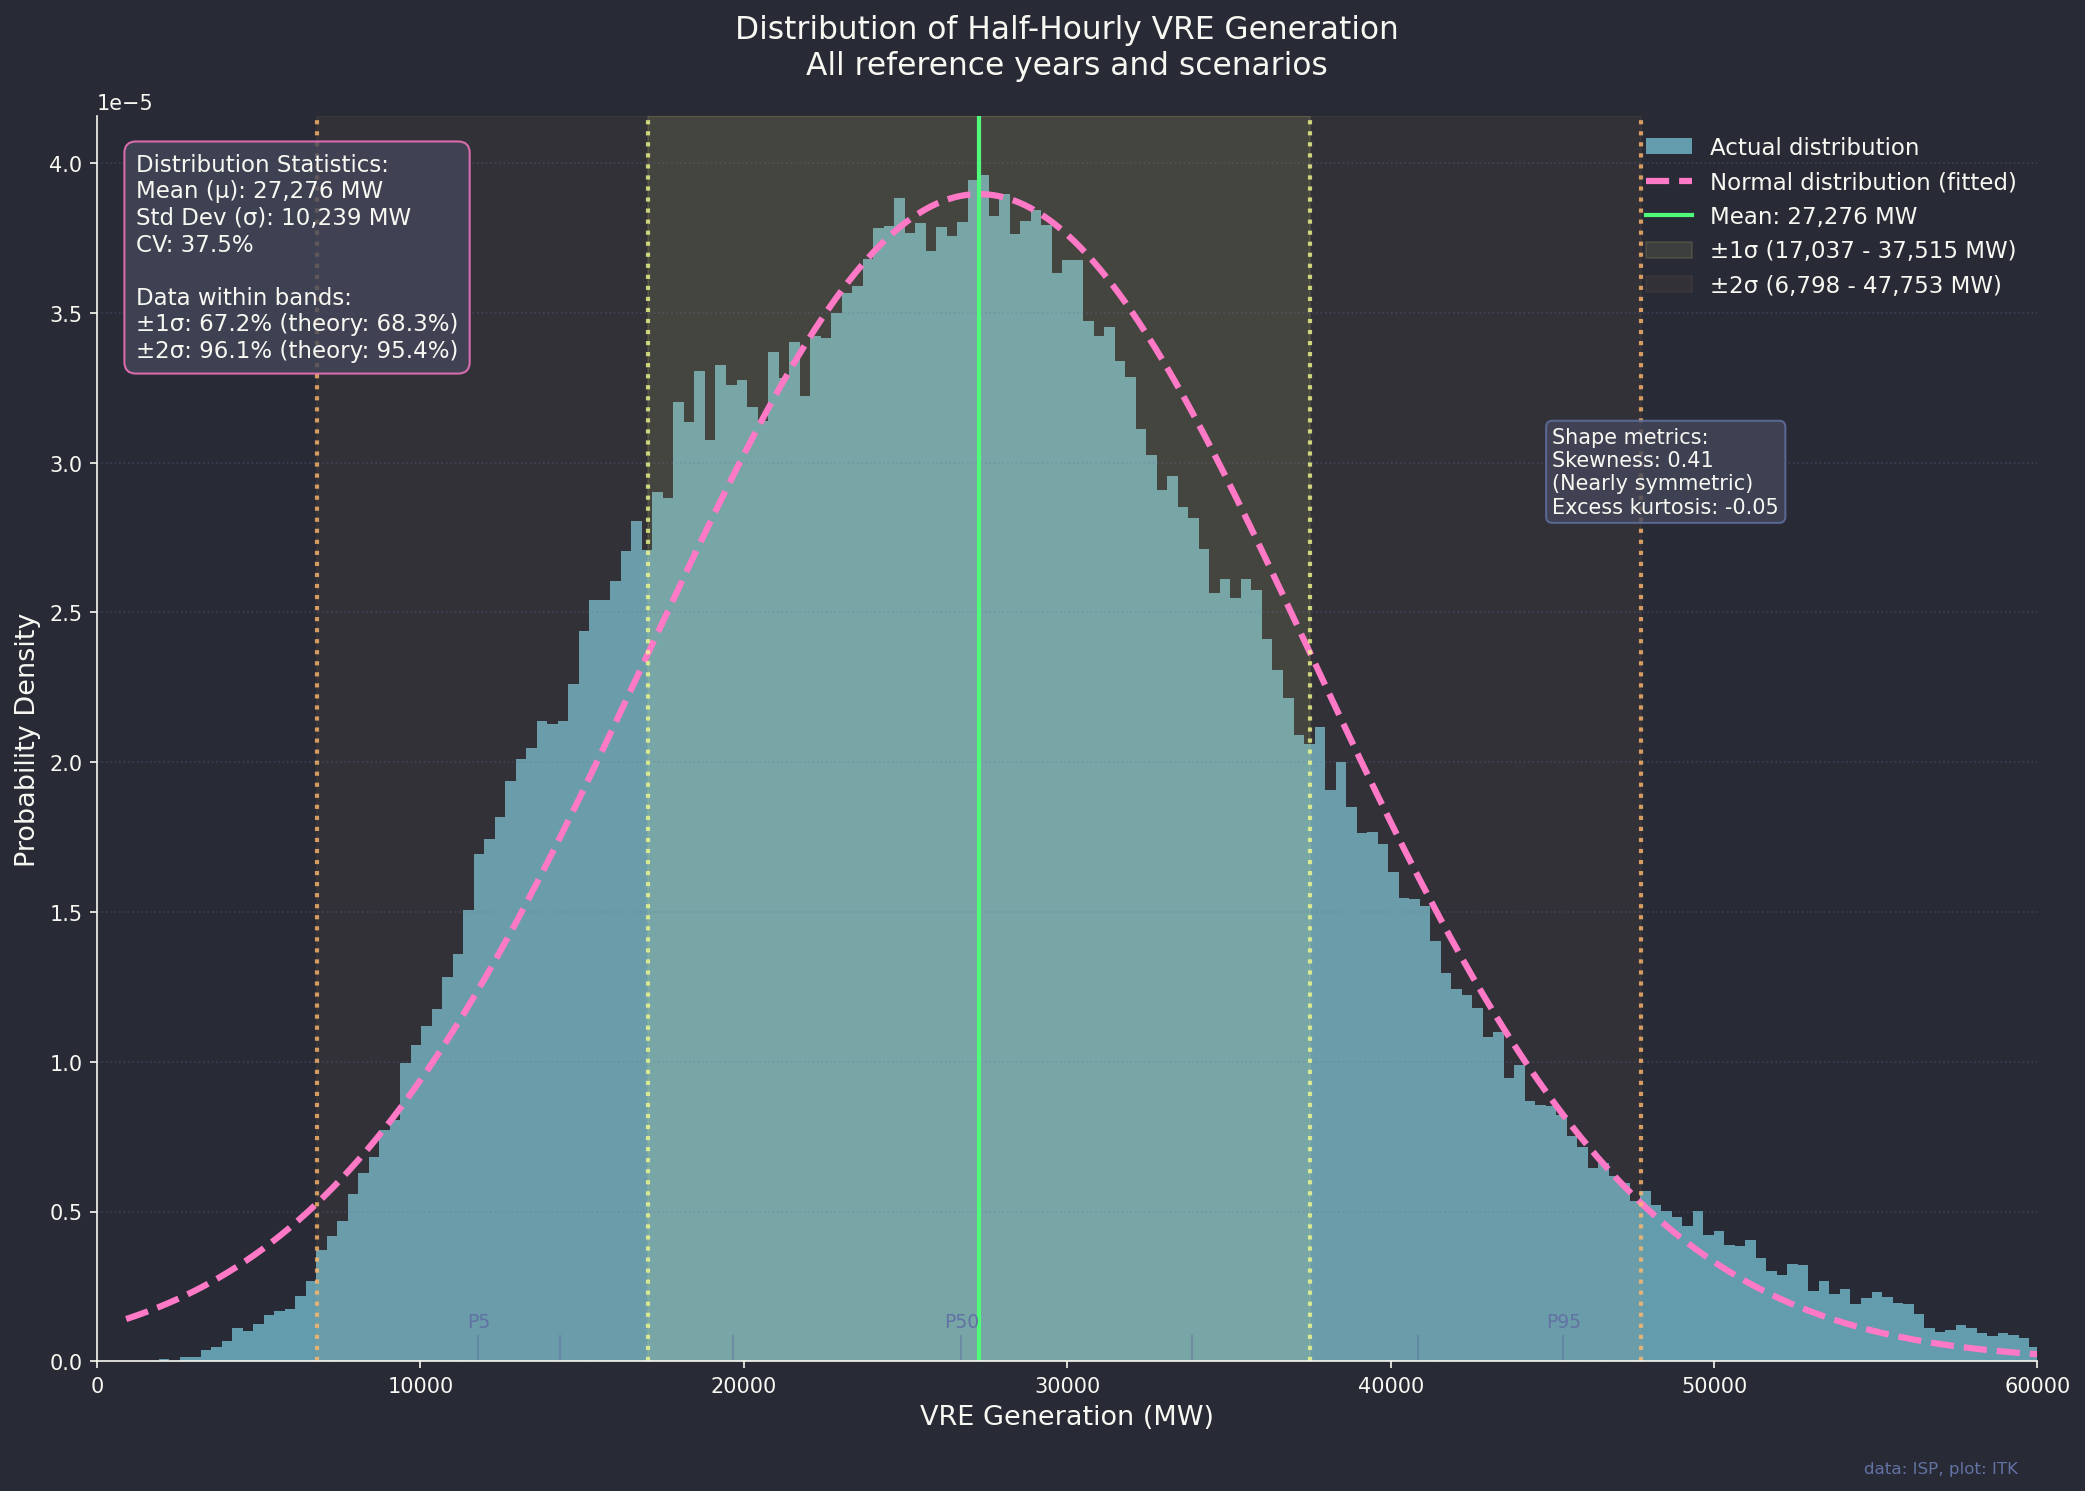 Distribution of Half-Hourly VRE Generation
All reference years and scenarios
1e−5
Distribution Statistics:
Mean (μ): 27,276 MW
Std Dev (σ): 10,239 MW
CV: 37.5%
Data within bands:
±1σ: 67.2% (theory: 68.3%)
±2σ: 96.1% (theory: 95.4%)
Actual distribution
Normal distribution (fitted)
Mean: 27,276 MW
±1σ (17,037 - 37,515 MW)
±2σ (6,798 - 47,753 MW)
Shape metrics:
Skewness: 0.41
(Nearly symmetric)
Excess kurtosis: -0.05
Probability Density
4.0
3.5
3.0
2.5
2.0
1.5
1.0
0.5
0.0
P5
P50
P95
0
10000
20000
30000
40000
50000
60000
VRE Generation (MW)
data: ISP, plot: ITK